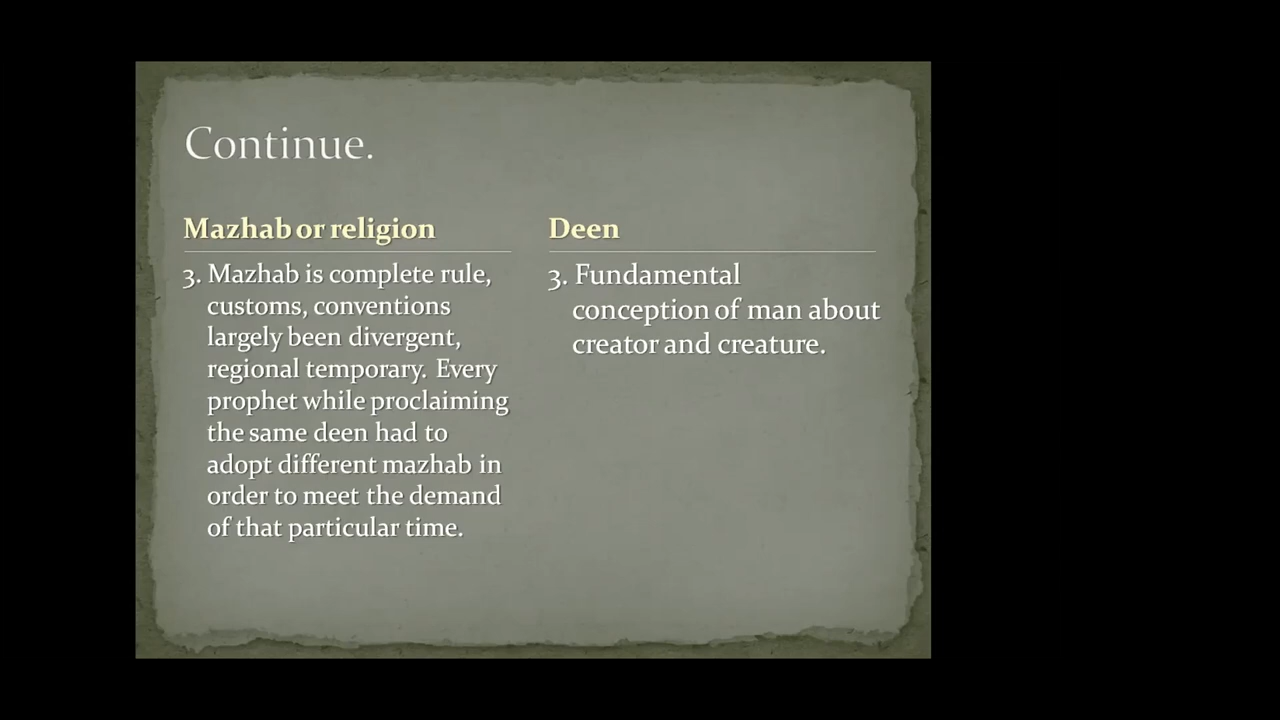 Continue.
Mazhab or religion
3. Mazhab is complete rule,
customs, conventions
largely been divergent,
regional temporary. Every
prophet while proclaiming
the same deen had to
adopt different mazhab in
order to meet the demand
of that particular time.
Deen
3. Fundamental
conception of man about
creator and creature.